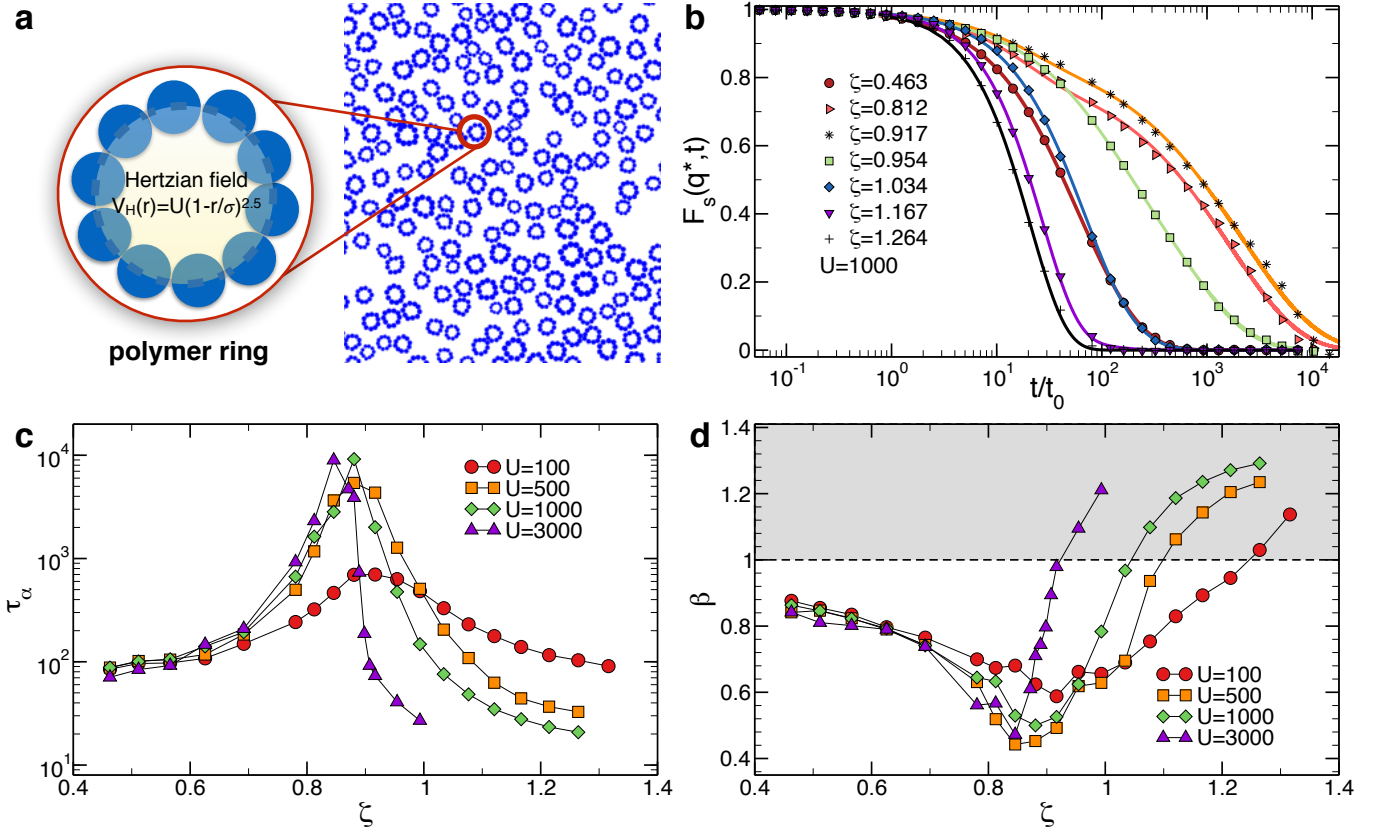 a
Hertzian field
V_H(r)=U(1-r/σ)^2.5
polymer ring
b
1
0.8
0.6
0.4
0.2
0
F_s(q*,t)
ζ=0.463
ζ=0.812
ζ=0.917
ζ=0.954
ζ=1.034
ζ=1.167
ζ=1.264
U=1000
10^-1
10^0
10^1
10^2
10^3
10^4
t/t_0
c
10^4
10^3
10^2
10^1
τ_α
U=100
U=500
U=1000
U=3000
0.4
0.6
0.8
1
1.2
1.4
ζ
d
1.4
1.2
1
0.8
0.6
0.4
β
U=100
U=500
U=1000
U=3000
0.4
0.6
0.8
1
1.2
1.4
ζ